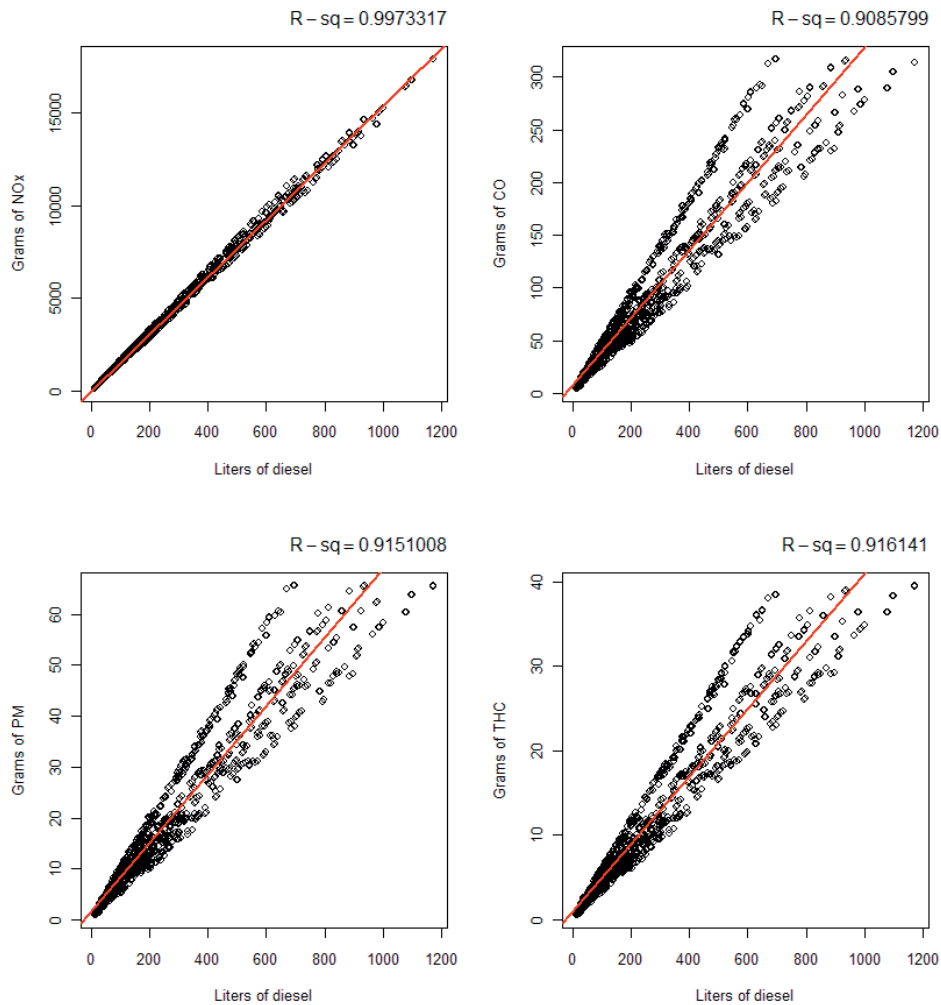 R – sq = 0.9973317
Grams of NOx
15000
10000
5000
0
0 200 400 600 800 1000 1200
Liters of diesel
R – sq = 0.9085799
Grams of CO
300
250
200
150
100
50
0
0 200 400 600 800 1000 1200
Liters of diesel
R – sq = 0.9151008
Grams of PM
60
50
40
30
20
10
0
0 200 400 600 800 1000 1200
Liters of diesel
R – sq = 0.916141
Grams of THC
40
30
20
10
0
0 200 400 600 800 1000 1200
Liters of diesel